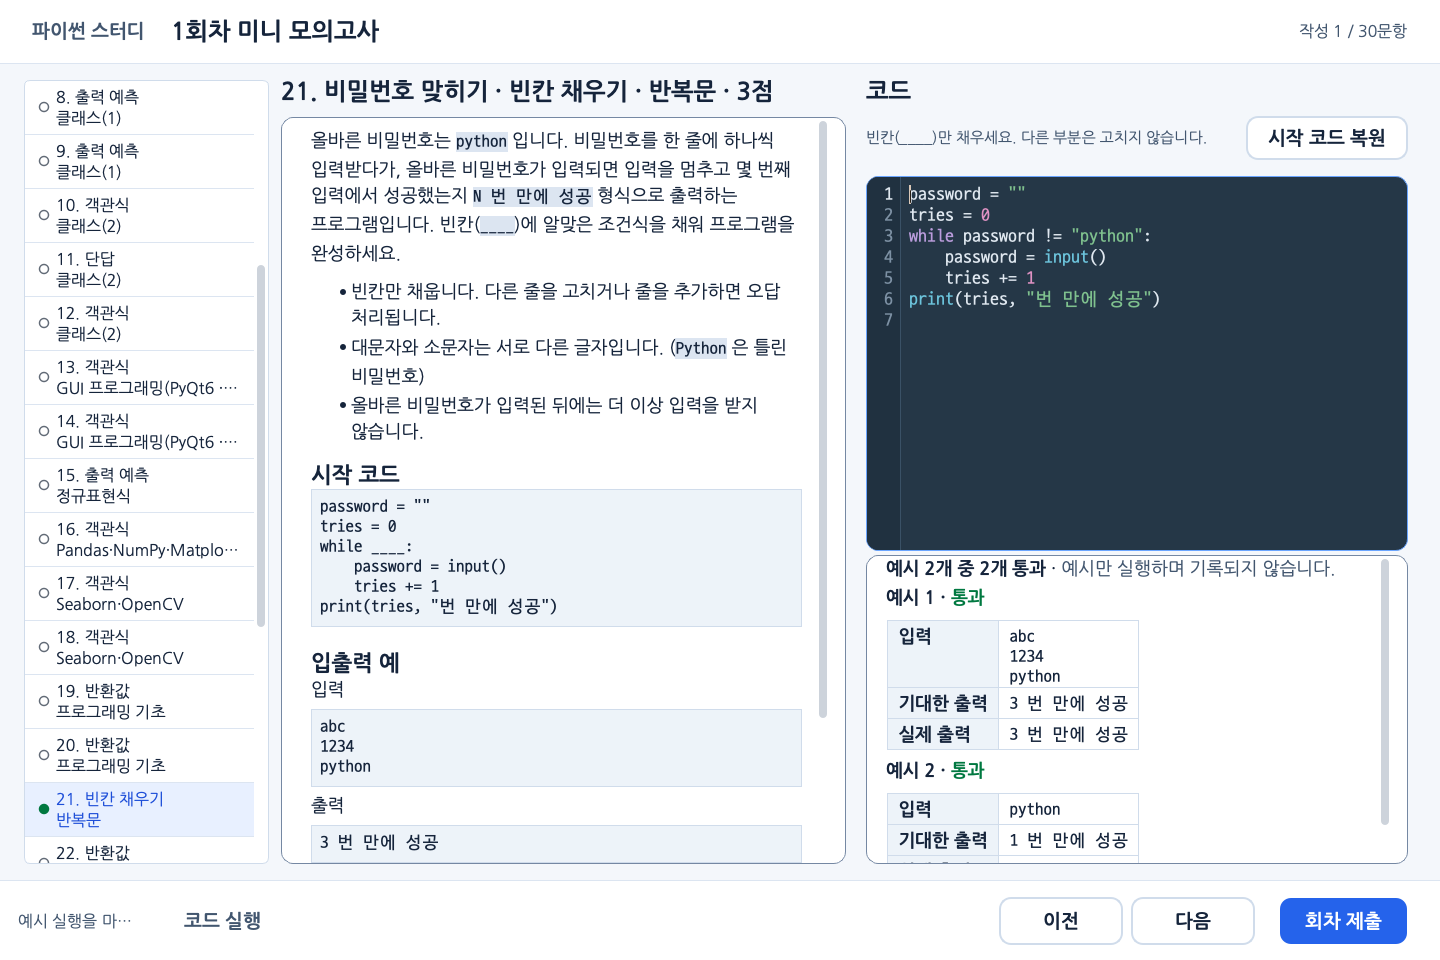 파이썬 스터디
1회차 미니 모의고사
작성 1 / 30문항
8. 출력 예측
클래스(1)
9. 출력 예측
클래스(1)
10. 객관식
클래스(2)
11. 단답
클래스(2)
12. 객관식
클래스(2)
13. 객관식
GUI 프로그래밍(PyQt6 ·…
14. 객관식
GUI 프로그래밍(PyQt6 ·…
15. 출력 예측
정규표현식
16. 객관식
Pandas·NumPy·Matplo…
17. 객관식
Seaborn·OpenCV
18. 객관식
Seaborn·OpenCV
19. 반환값
프로그래밍 기초
20. 반환값
프로그래밍 기초
21. 빈칸 채우기
반복문
22. 반환값
21. 비밀번호 맞히기 · 빈칸 채우기 · 반복문 · 3점
올바른 비밀번호는 python 입니다. 비밀번호를 한 줄에 하나씩
입력받다가, 올바른 비밀번호가 입력되면 입력을 멈추고 몇 번째
입력에서 성공했는지 N 번 만에 성공 형식으로 출력하는
프로그램입니다. 빈칸(____)에 알맞은 조건식을 채워 프로그램을
완성하세요.
• 빈칸만 채웁니다. 다른 줄을 고치거나 줄을 추가하면 오답
처리됩니다.
• 대문자와 소문자는 서로 다른 글자입니다. (Python 은 틀린
비밀번호)
• 올바른 비밀번호가 입력된 뒤에는 더 이상 입력을 받지
않습니다.
시작 코드
password = ""
tries = 0
while ____:
    password = input()
    tries += 1
print(tries, "번 만에 성공")
입출력 예
입력
abc
1234
python
출력
3 번 만에 성공
코드
빈칸(____)만 채우세요. 다른 부분은 고치지 않습니다.
시작 코드 복원
1 password = ""
2 tries = 0
3 while password != "python":
4     password = input()
5     tries += 1
6 print(tries, "번 만에 성공")
7
예시 2개 중 2개 통과 · 예시만 실행하며 기록되지 않습니다.
예시 1 · 통과
입력 abc
1234
python
기대한 출력 3 번 만에 성공
실제 출력 3 번 만에 성공
예시 2 · 통과
입력 python
기대한 출력 1 번 만에 성공
예시 실행을 마…
코드 실행
이전
다음
회차 제출